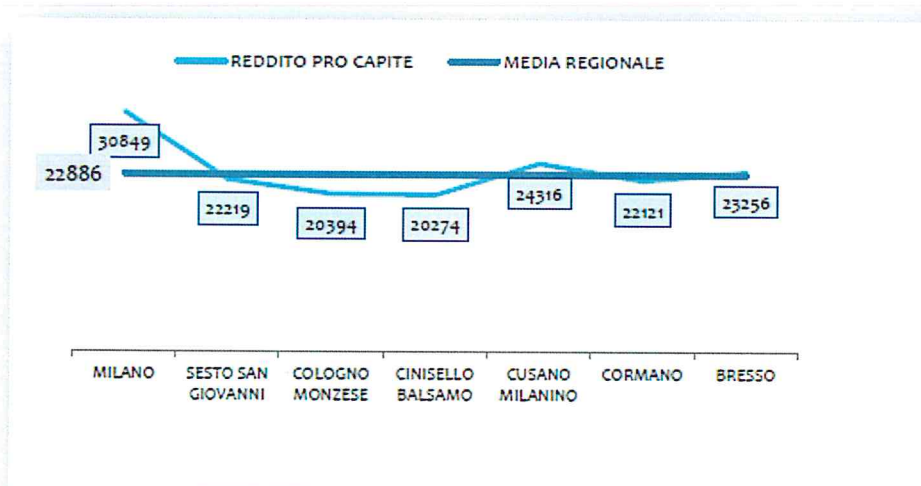 REDDITO PRO CAPITE MEDIA REGIONALE
30849
22886
22219
20394
20274
24316
22121
23256
MILANO
SESTO SAN
GIOVANNI
COLOGNO
MONZESE
CINISELLO
BALSAMO
CUSANO
MILANINO
CORMANO
BRESSO